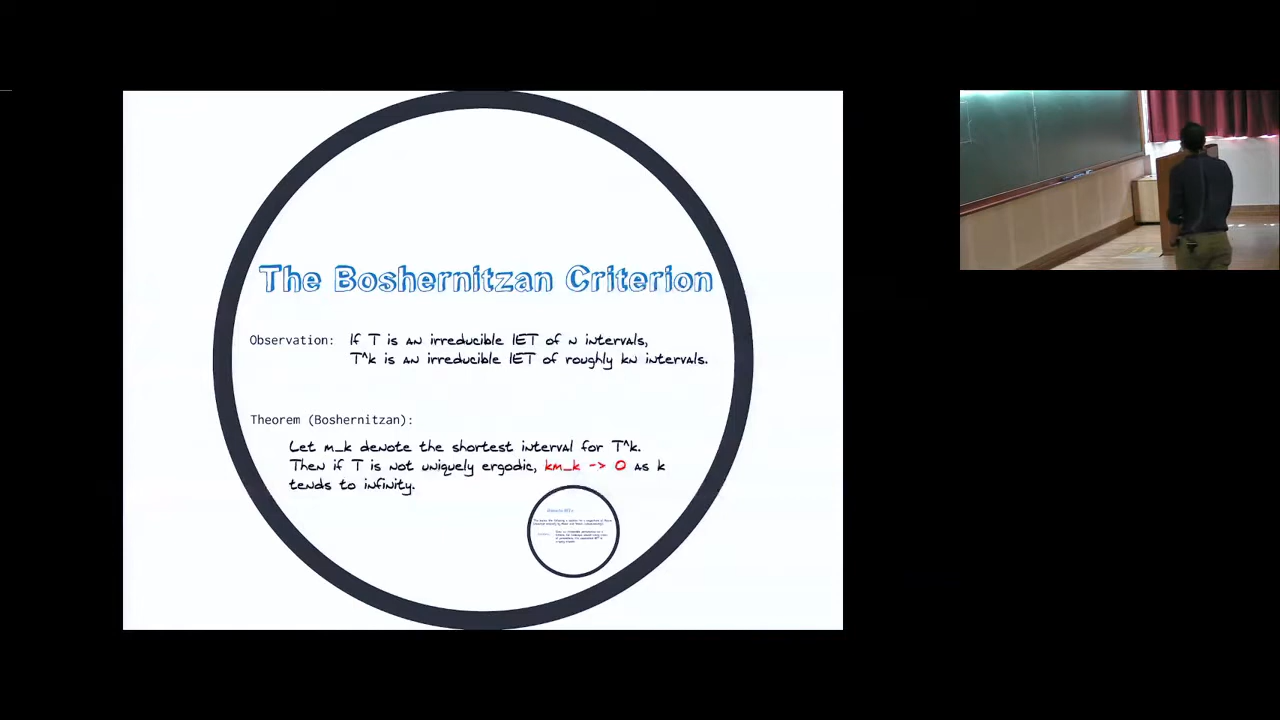 The Boshernitzan Criterion
Observation: If T is an irreducible IET of n intervals,
T^k is an irreducible IET of roughly kn intervals.
Theorem (Boshernitzan):
Let m_k denote the shortest interval for T^k.
Then if T is not uniquely ergodic, km_k -> 0 as k
tends to infinity.